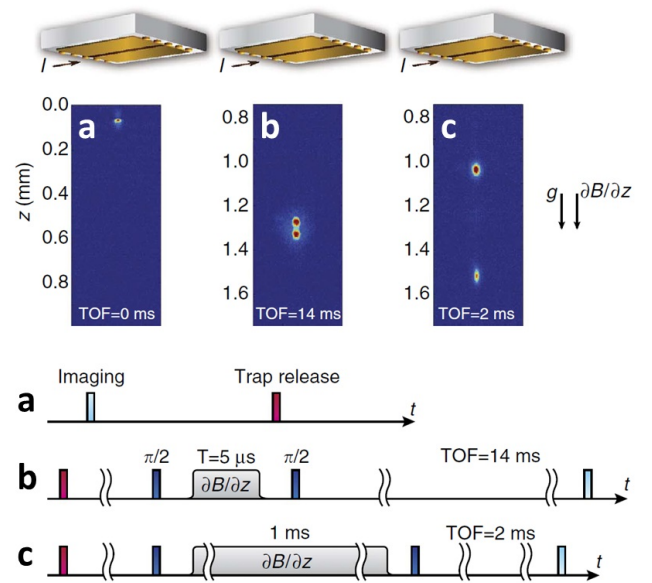 I
I
I
a
b
c
z (mm)
0.0
0.2
0.4
0.6
0.8
0.8
1.0
1.2
1.4
1.6
0.8
1.0
1.2
1.4
1.6
TOF=0 ms
TOF=14 ms
TOF=2 ms
g
∂B/∂z
a
Imaging
Trap release
t
b
π/2
T=5 μs
π/2
TOF=14 ms
∂B/∂z
t
c
1 ms
TOF=2 ms
∂B/∂z
t